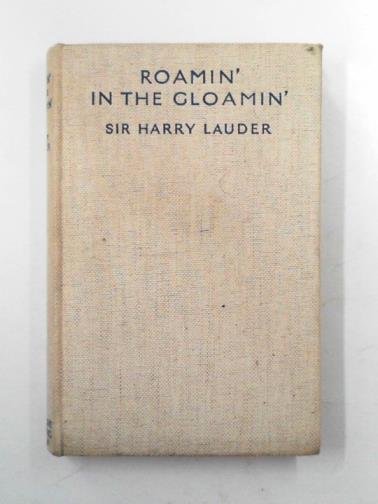 ROAMIN'
IN THE GLOAMIN'
SIR HARRY LAUDER